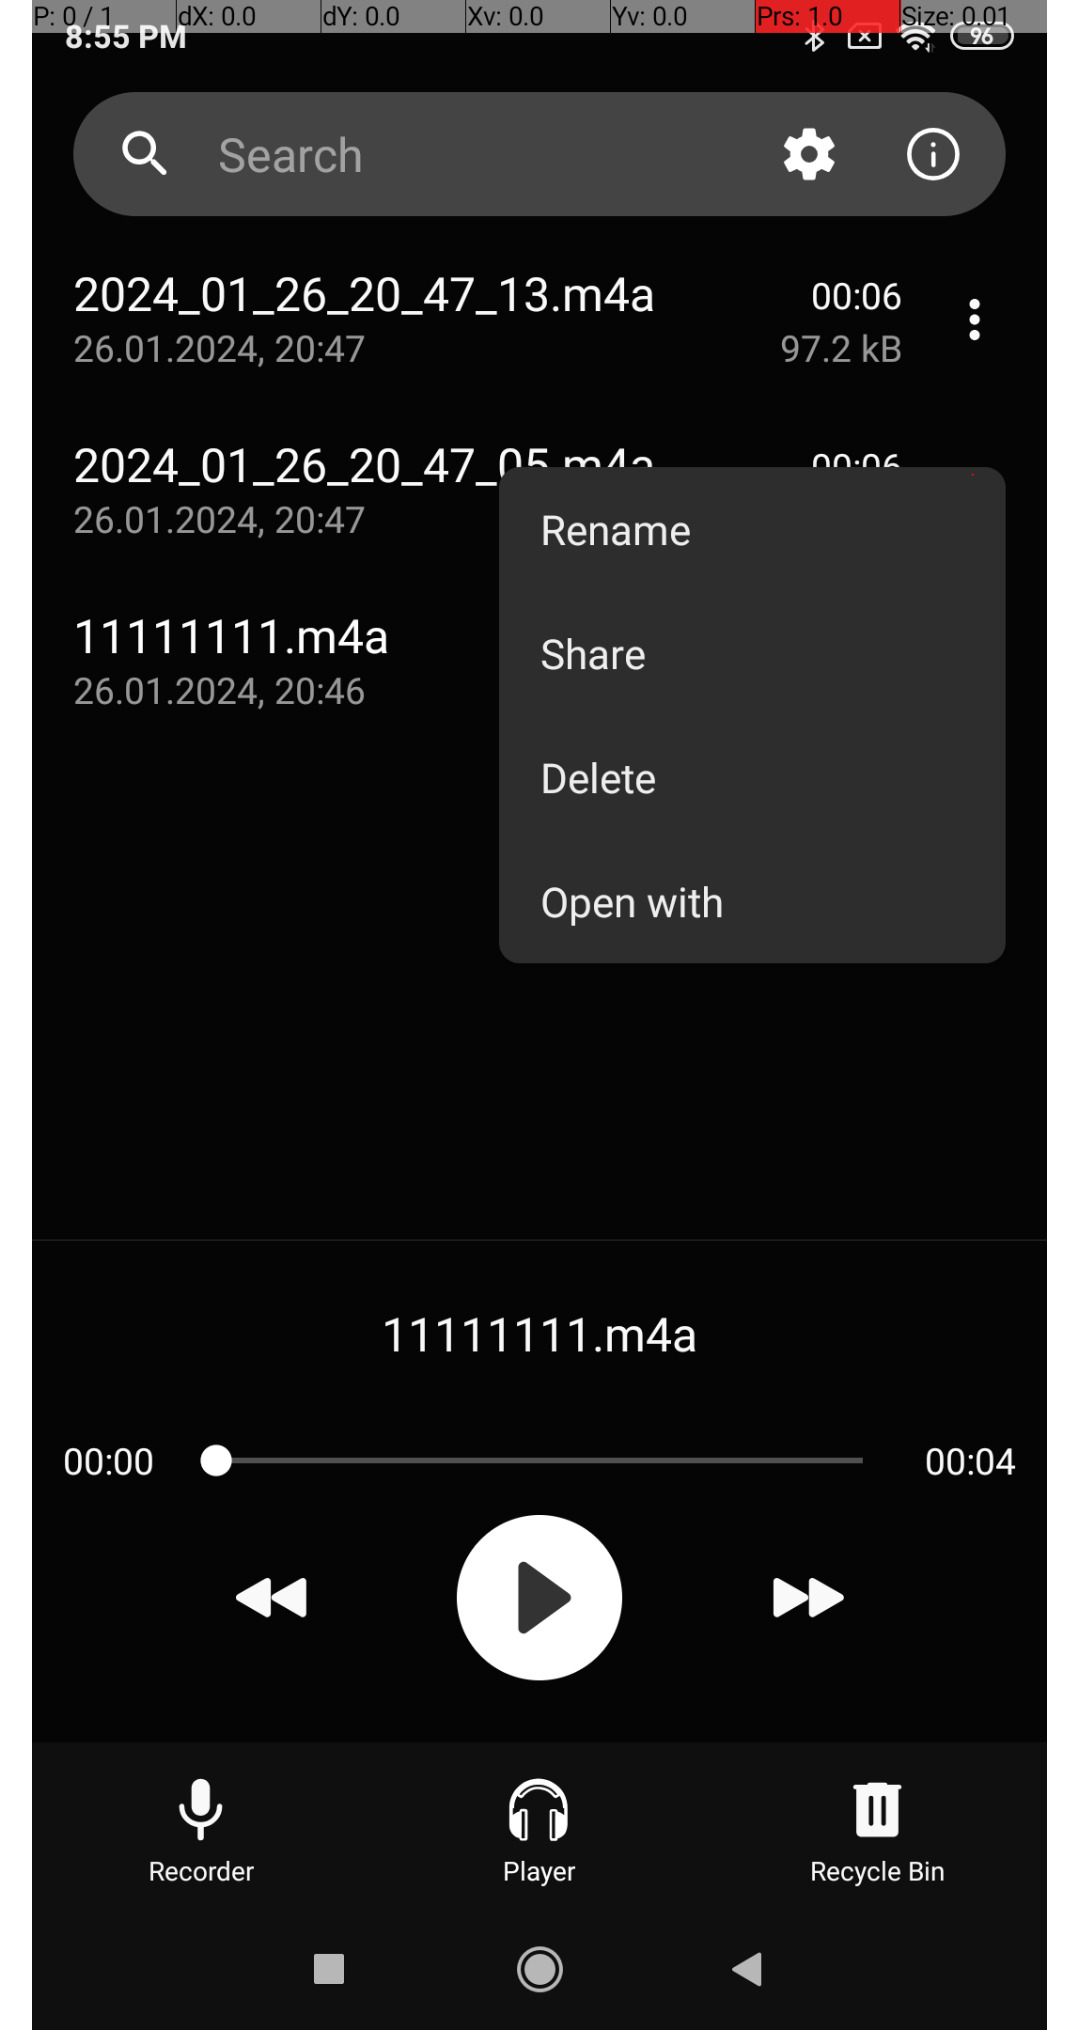 P: 0 / 1 dX: 0.0 dY: 0.0 Xv: 0.0 Yv: 0.0 Prs: 1.0 Size: 0.01
8:55 PM 96
Search
2024_01_26_20_47_13.m4a 00:06
26.01.2024, 20:47 97.2 kB
2024_01_26_20_47_05.m4a 00:06
26.01.2024, 20:47
Rename
11111111.m4a
Share
26.01.2024, 20:46
Delete
Open with
11111111.m4a
00:00 00:04
Recorder Player Recycle Bin